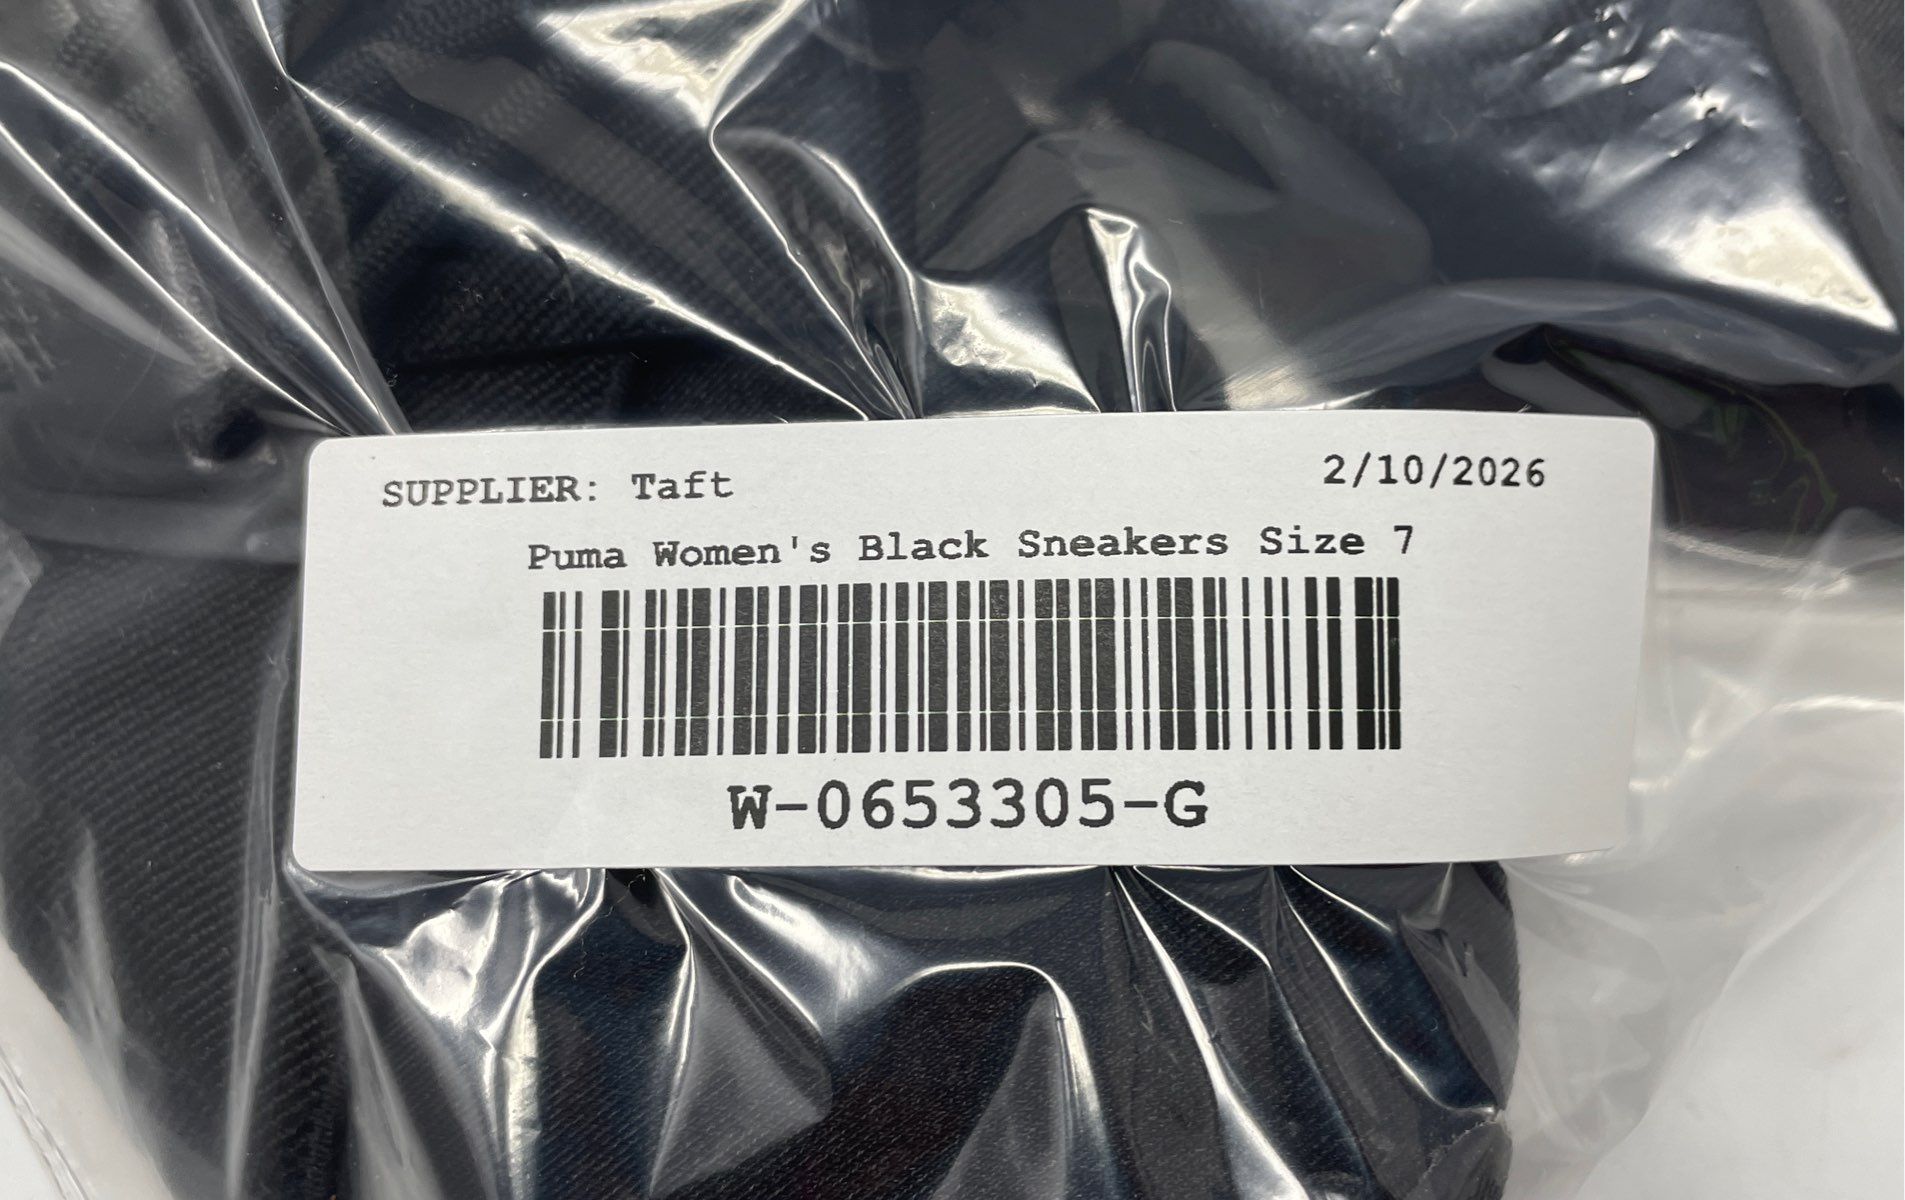 SUPPLIER: Taft
2/10/2026
Puma Women's Black Sneakers Size 7
W-0653305-G